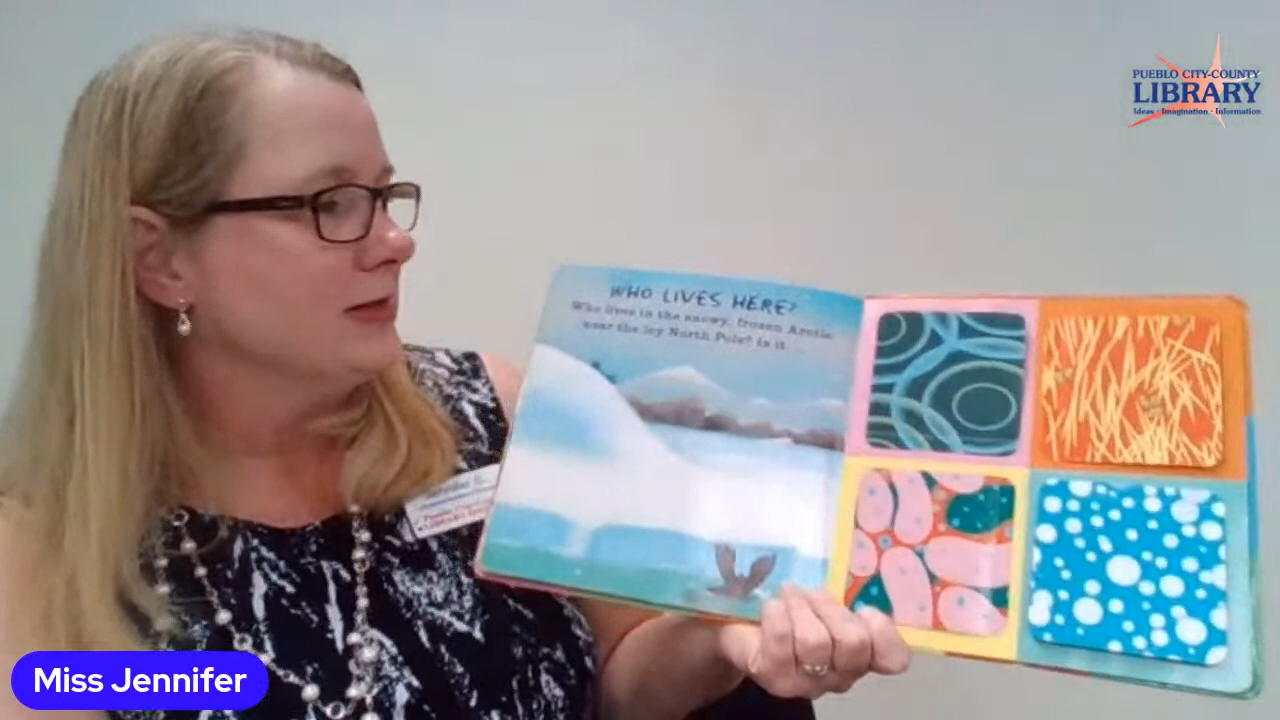 PUEBLO CITY-COUNTY
LIBRARY
Ideas · Imagination · Information
WHO LIVES HERE?
Who lives in the snowy, frozen Arctic
near the icy North Pole? Is it...
Miss Jennifer